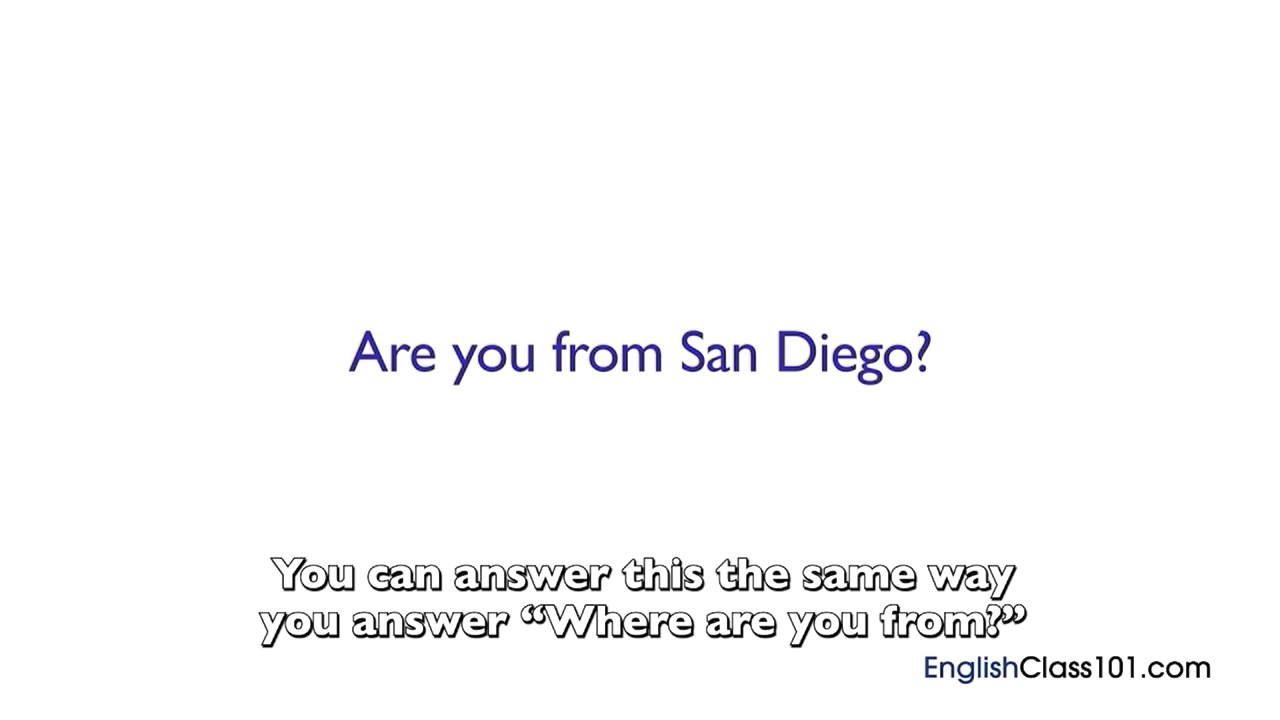 Are you from San Diego?
You can answer this the same way
you answer “Where are you from?”
EnglishClass101.com